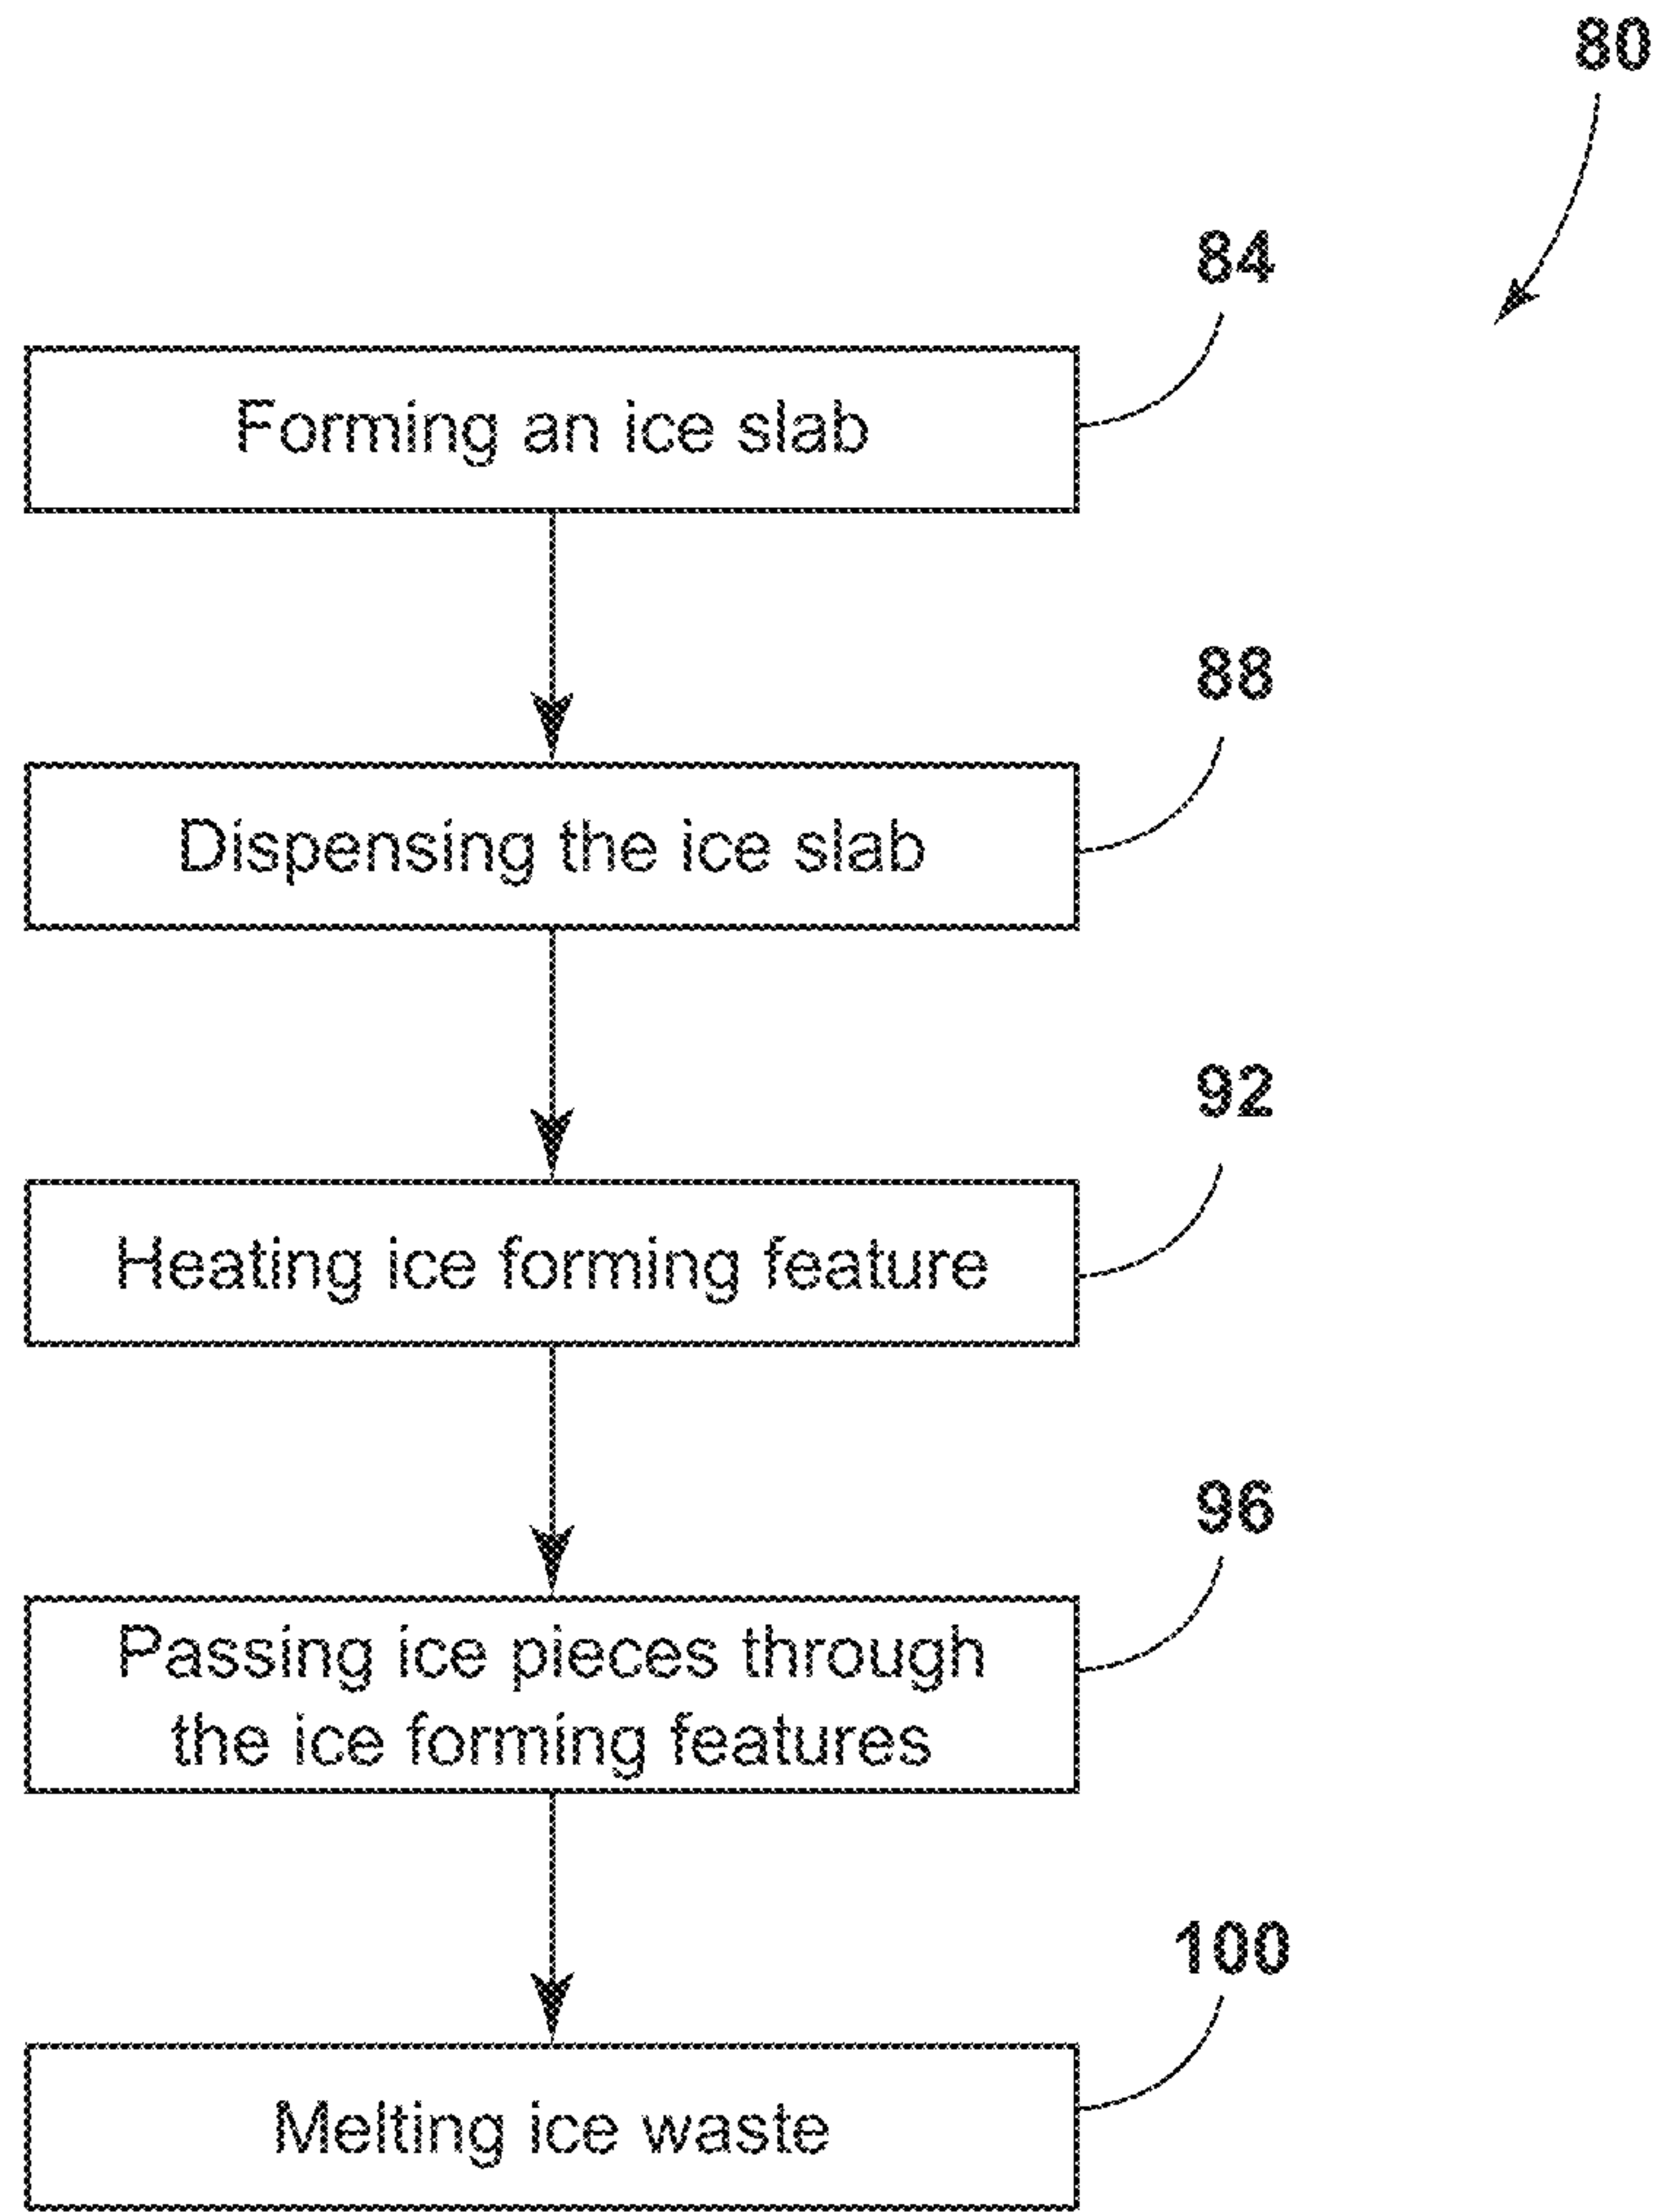 80
84
Forming an ice slab
88
Dispensing the ice slab
92
Heating ice forming feature
96
Passing ice pieces through
the ice forming features
100
Melting ice waste